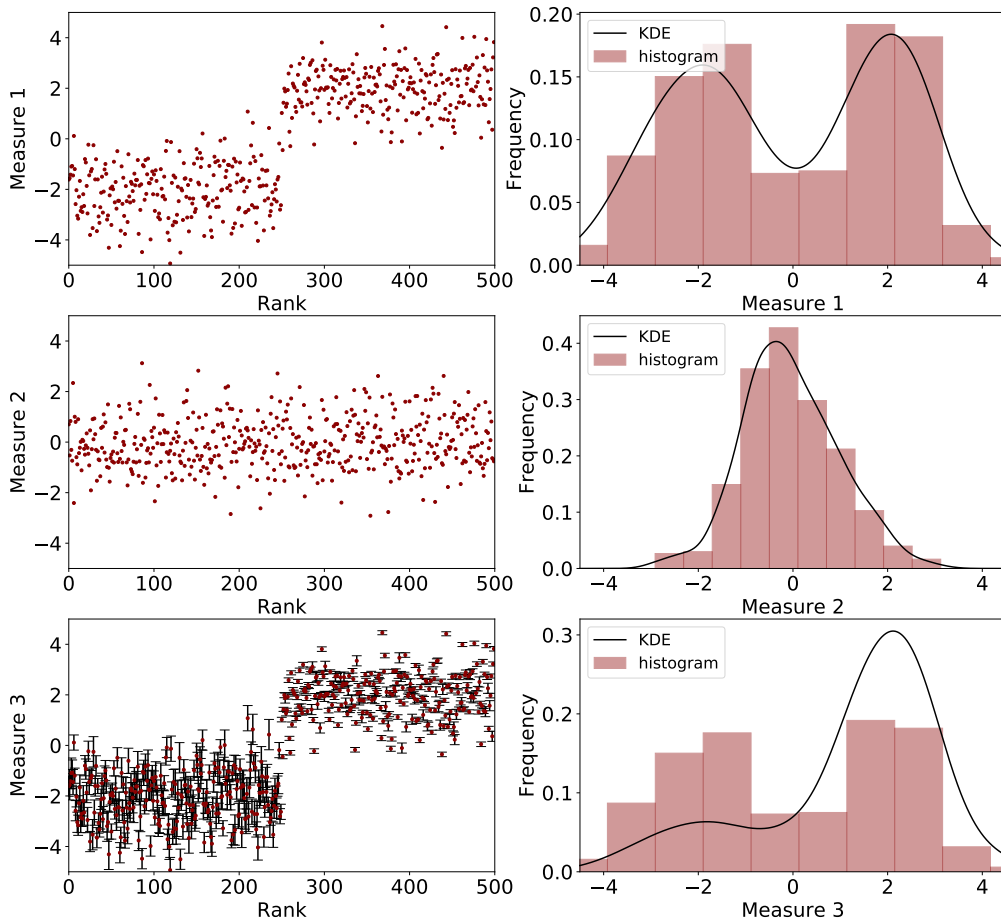 4
2
0
−2
−4
Measure 1
0 100 200 300 400 500
Rank
0.20
0.15
0.10
0.05
0.00
Frequency
KDE
histogram
−4 −2 0 2 4
Measure 1
4
2
0
−2
−4
Measure 2
0 100 200 300 400 500
Rank
0.4
0.3
0.2
0.1
0.0
Frequency
KDE
histogram
−4 −2 0 2 4
Measure 2
4
2
0
−2
−4
Measure 3
0 100 200 300 400 500
Rank
0.3
0.2
0.1
0.0
Frequency
KDE
histogram
−4 −2 0 2 4
Measure 3